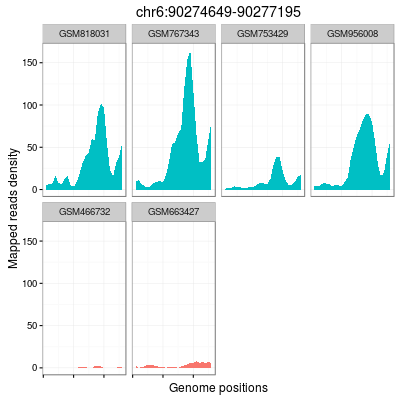 chr6:90274649-90277195
GSM818031 GSM767343 GSM753429 GSM956008
150
100
50
0
GSM466732 GSM663427
150
100
50
0
Mapped reads density
Genome positions